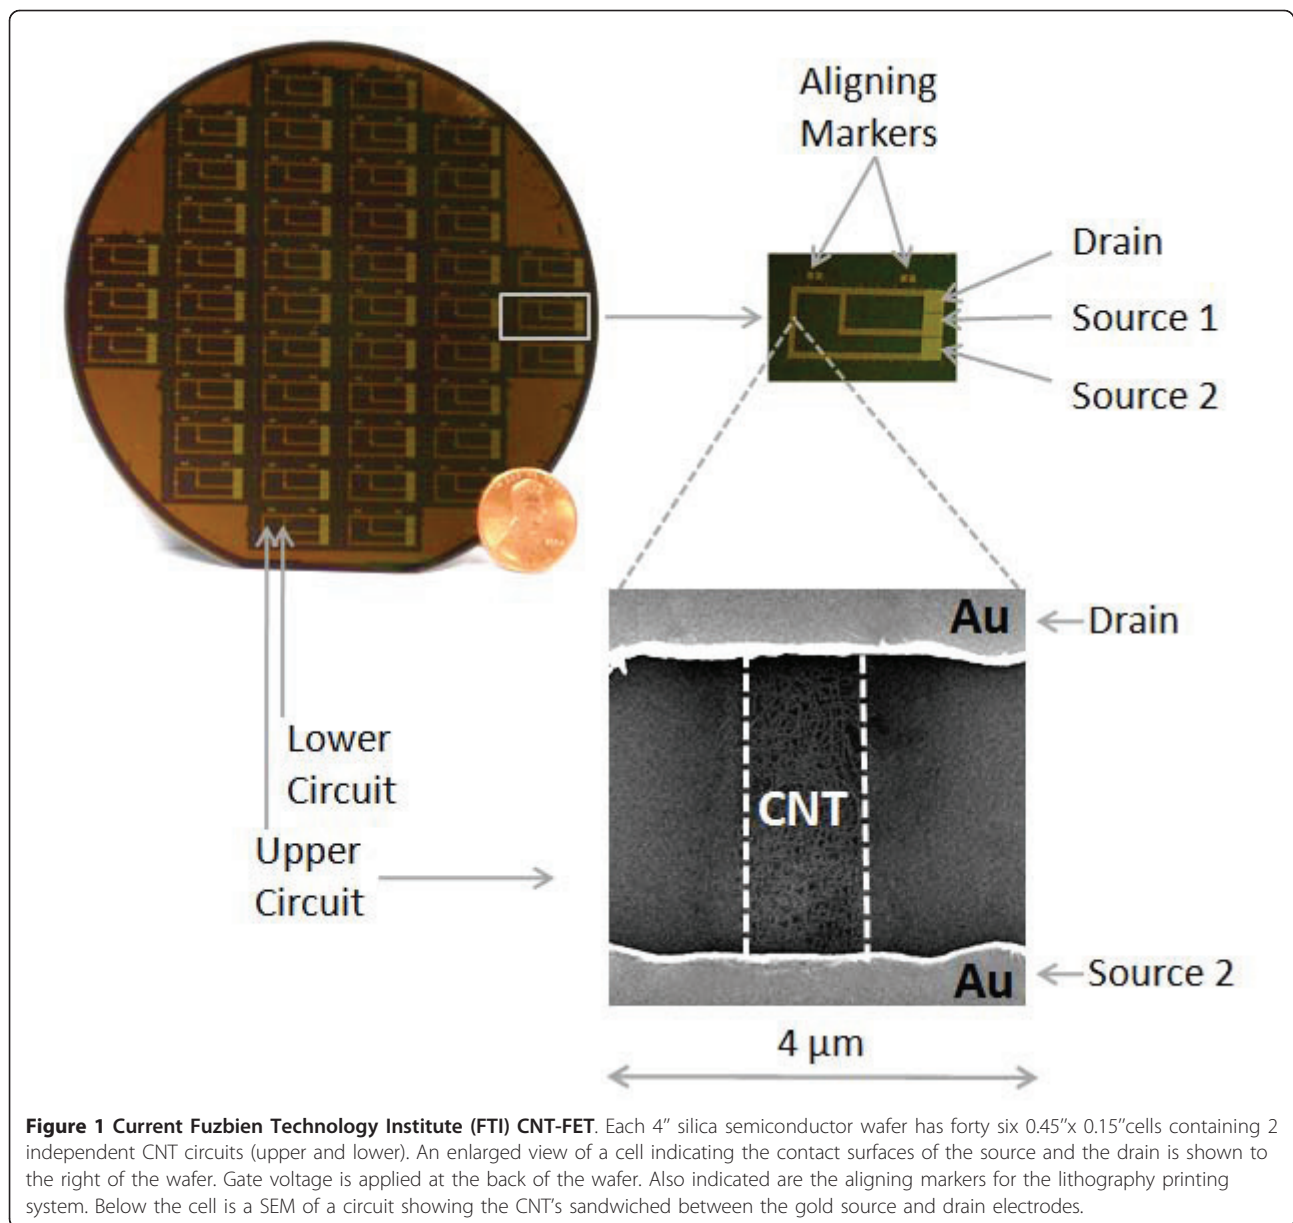 Aligning
Markers
Drain
Source 1
Source 2
Au
Drain
CNT
Lower
Circuit
Upper
Circuit
Au
Source 2
4 µm
Figure 1 Current Fuzbien Technology Institute (FTI) CNT-FET. Each 4" silica semiconductor wafer has forty six 0.45"x 0.15"cells containing 2
independent CNT circuits (upper and lower). An enlarged view of a cell indicating the contact surfaces of the source and the drain is shown to
the right of the wafer. Gate voltage is applied at the back of the wafer. Also indicated are the aligning markers for the lithography printing
system. Below the cell is a SEM of a circuit showing the CNT's sandwiched between the gold source and drain electrodes.